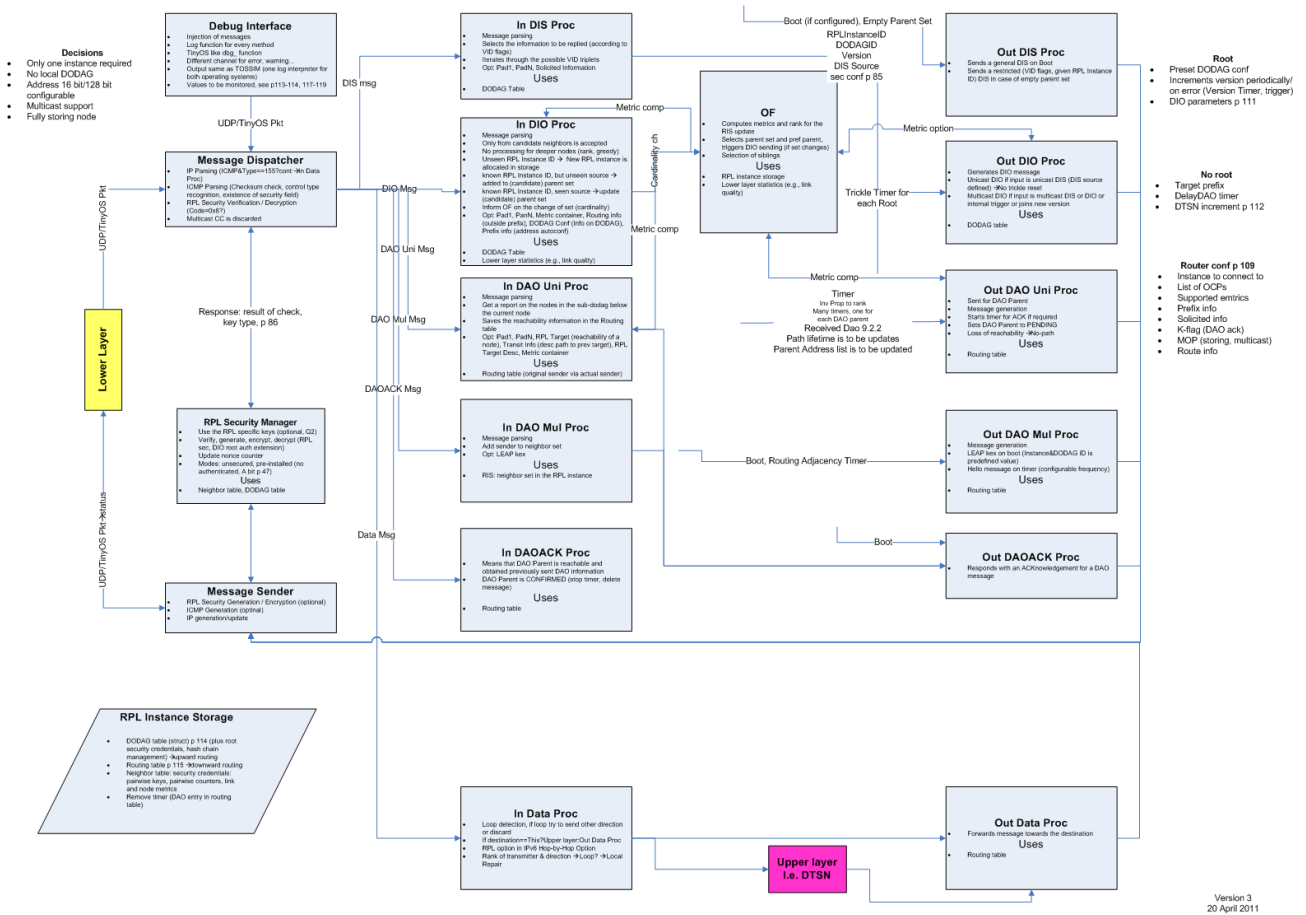 Decisions
Only one instance required
No local DODAG
Address 16 bit/128 bit
configurable
Multicast support
Fully storing node
Debug Interface
Injection of messages
Log function for every method
TinyOS like dbg_ function
Different channel for error, warning…
Output same as TOSSIM (one log interpreter for
both operating systems)
Values to be monitored, see p113-114, 117-119
UDP/TinyOS Pkt
Message Dispatcher
IP Parsing (ICMP&Type==155?cont:→In Data
Proc)
ICMP Parsing (Checksum check, control type
recognition, existence of security field)
RPL Security Verification / Decryption
(Code=0x8?)
Multicast CC is discarded
UDP/TinyOS Pkt
Lower Layer
UDP/TinyOS Pkt→status
Response: result of check,
key type, p 86
RPL Security Manager
Use the RPL specific keys (optional, Q2)
Verify, generate, encrypt, decrypt (RPL
sec, DIO root auth extension)
Update nonce counter
Modes: unsecured, pre-installed (no
authenticated, A bit p 47)
Uses
Neighbor table, DODAG table
Message Sender
RPL Security Generation / Encryption (optional)
ICMP Generation (optinal)
IP generation/update
RPL Instance Storage
DODAG table (struct) p 114 (plus root
security credentials, hash chain
management) →upward routing
Routing table p 115 →downward routing
Neighbor table: security credentials:
pairwise keys, pairwise counters, link
and node metrics
Remove timer (DAO entry in routing
table)
DIS msg
DIO Msg
DAO Uni Msg
DAO Mul Msg
DAOACK Msg
Data Msg
In DIS Proc
Message parsing
Selects the information to be replied (according to
VID flags)
Iterates through the possible VID triplets
Opt: Pad1, PadN, Solicited Information
Uses
DODAG Table
In DIO Proc
Message parsing
Only from candidate neighbors is accepted
No processing for deeper nodes (rank, greedy)
Unseen RPL Instance ID → New RPL instance is
allocated in storage
known RPL Instance ID, but unseen source →
added to (candidate) parent set
known RPL Instance ID, seen source →update
(candidate) parent set
Inform OF on the change of set (cardinality)
Opt: Pad1, PanN, Metric container, Routing info
(outside prefix), DODAG Conf (Info on DODAG),
Prefix info (address autoconf)
Uses
DODAG Table
Lower layer statistics (e.g., link quality)
In DAO Uni Proc
Message parsing
Get a report on the nodes in the sub-dodag below
the current node
Saves the reachability information in the Routing
table
Opt: Pad1, PadN, RPL Target (reachability of a
node), Transit Info (desc path to prev target), RPL
Target Desc, Metric container
Uses
Routing table (original sender via actual sender)
In DAO Mul Proc
Message parsing
Add sender to neighbor set
Opt: LEAP kex
Uses
RIS: neighbor set in the RPL instance
In DAOACK Proc
Means that DAO Parent is reachable and
obtained previously sent DAO information
DAO Parent is CONFIRMED (stop timer, delete
message)
Uses
Routing table
In Data Proc
Loop detection, if loop try to send other direction
or discard
If destination==This?Upper layer:Out Data Proc
RPL option in IPv6 Hop-by-Hop Option
Rank of transmitter & direction →Loop? →Local
Repair
Metric comp
Cardinality ch
Metric comp
Boot (if configured), Empty Parent Set
RPLInstanceID
DODAGID
Version
DIS Source
sec conf p 85
OF
Computes metrics and rank for the
RIS update
Selects parent set and pref parent,
triggers DIO sending (if set changes)
Selection of siblings
Uses
RPL instance storage
Lower layer statistics (e.g., link
quality)
Metric option
Trickle Timer for
each Root
Metric comp
Timer
Inv Prop to rank
Many timers, one for
each DAO parent
Received Dao 9.2.2
Path lifetime is to be updates
Parent Address list is to be updated
Boot, Routing Adjacency Timer
Boot
Upper layer
I.e. DTSN
Out DIS Proc
Sends a general DIS on Boot
Sends a restricted (VID flags, given RPL Instance
ID) DIS in case of empty parent set
Out DIO Proc
Generates DIO message
Unicast DIO if input is unicast DIS (DIS source
defined) →No trickle reset
Multicast DIO if input is multicast DIS or DIO or
internal trigger or joins new version
Uses
DODAG table
Out DAO Uni Proc
Sent for DAO Parent
Message generation
Starts timer for ACK if required
Sets DAO Parent to PENDING
Loss of reachability →No-path
Uses
Routing table
Out DAO Mul Proc
Message generation
LEAP kex on boot (Instance&DODAG ID is
predefined value)
Hello message on timer (configurable frequency)
Uses
Routing table
Out DAOACK Proc
Responds with an ACKnowledgement for a DAO
message
Out Data Proc
Forwards message towards the destination
Uses
Routing table
Root
Preset DODAG conf
Increments version periodically/
on error (Version Timer, trigger)
DIO parameters p 111
No root
Target prefix
DelayDAO timer
DTSN increment p 112
Router conf p 109
Instance to connect to
List of OCPs
Supported emtrics
Prefix info
Solicited info
K-flag (DAO ack)
MOP (storing, multicast)
Route info
Version 3
20 April 2011